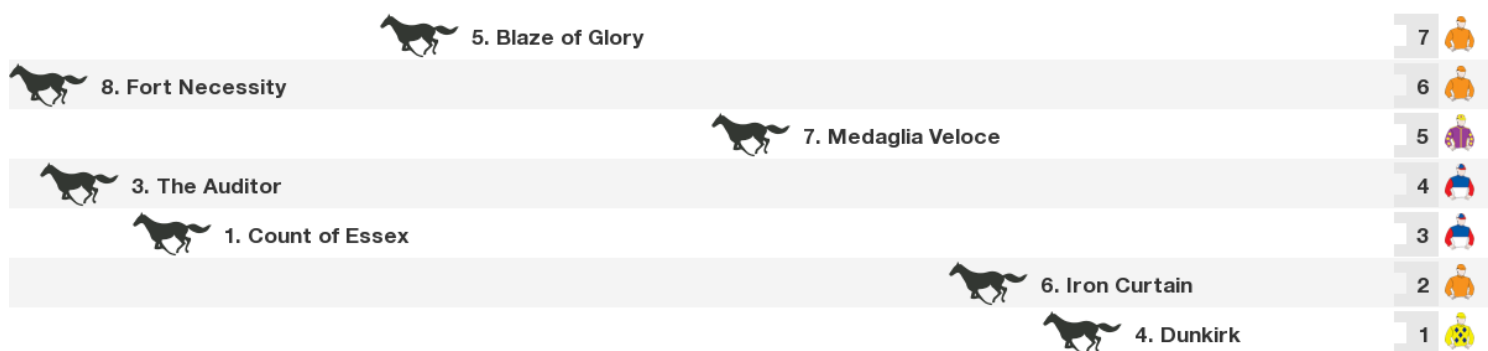 5. Blaze of Glory 7
8. Fort Necessity 6
7. Medaglia Veloce 5
3. The Auditor 4
1. Count of Essex 3
6. Iron Curtain 2
4. Dunkirk 1